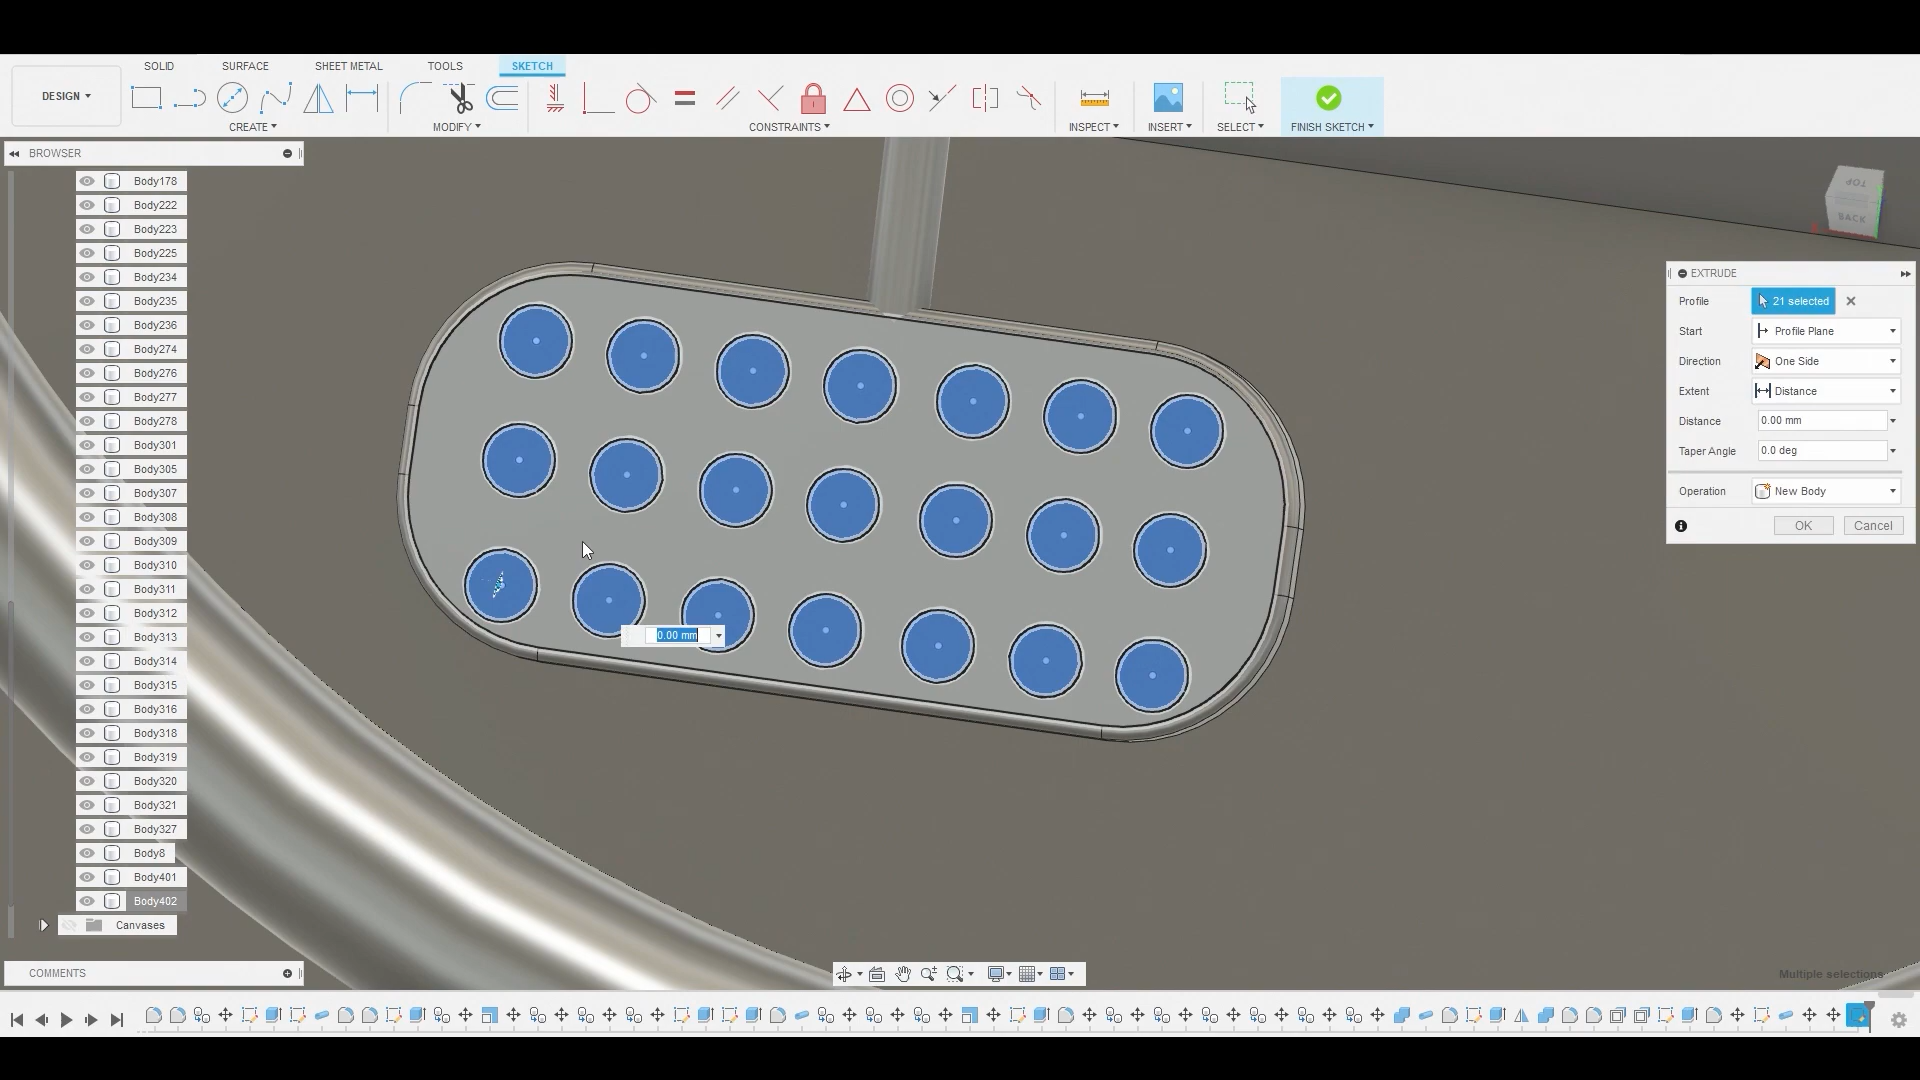 SOLID SURFACE SHEET METAL TOOLS SKETCH
DESIGN
CREATE MODIFY CONSTRAINTS INSPECT INSERT SELECT FINISH SKETCH
BROWSER
Body178
Body222
Body223
Body225
Body234
Body235
Body236
Body274
Body276
Body277
Body278
Body301
Body305
Body307
Body308
Body309
Body310
Body311
Body312
Body313
Body314
Body315
Body316
Body318
Body319
Body320
Body321
Body327
Body8
Body401
Body402
Canvases
COMMENTS
TOP
BACK
EXTRUDE
Profile 21 selected
Start Profile Plane
Direction One Side
Extent Distance
Distance 0.00 mm
Taper Angle 0.0 deg
Operation New Body
OK Cancel
0.00 mm
Multiple selections